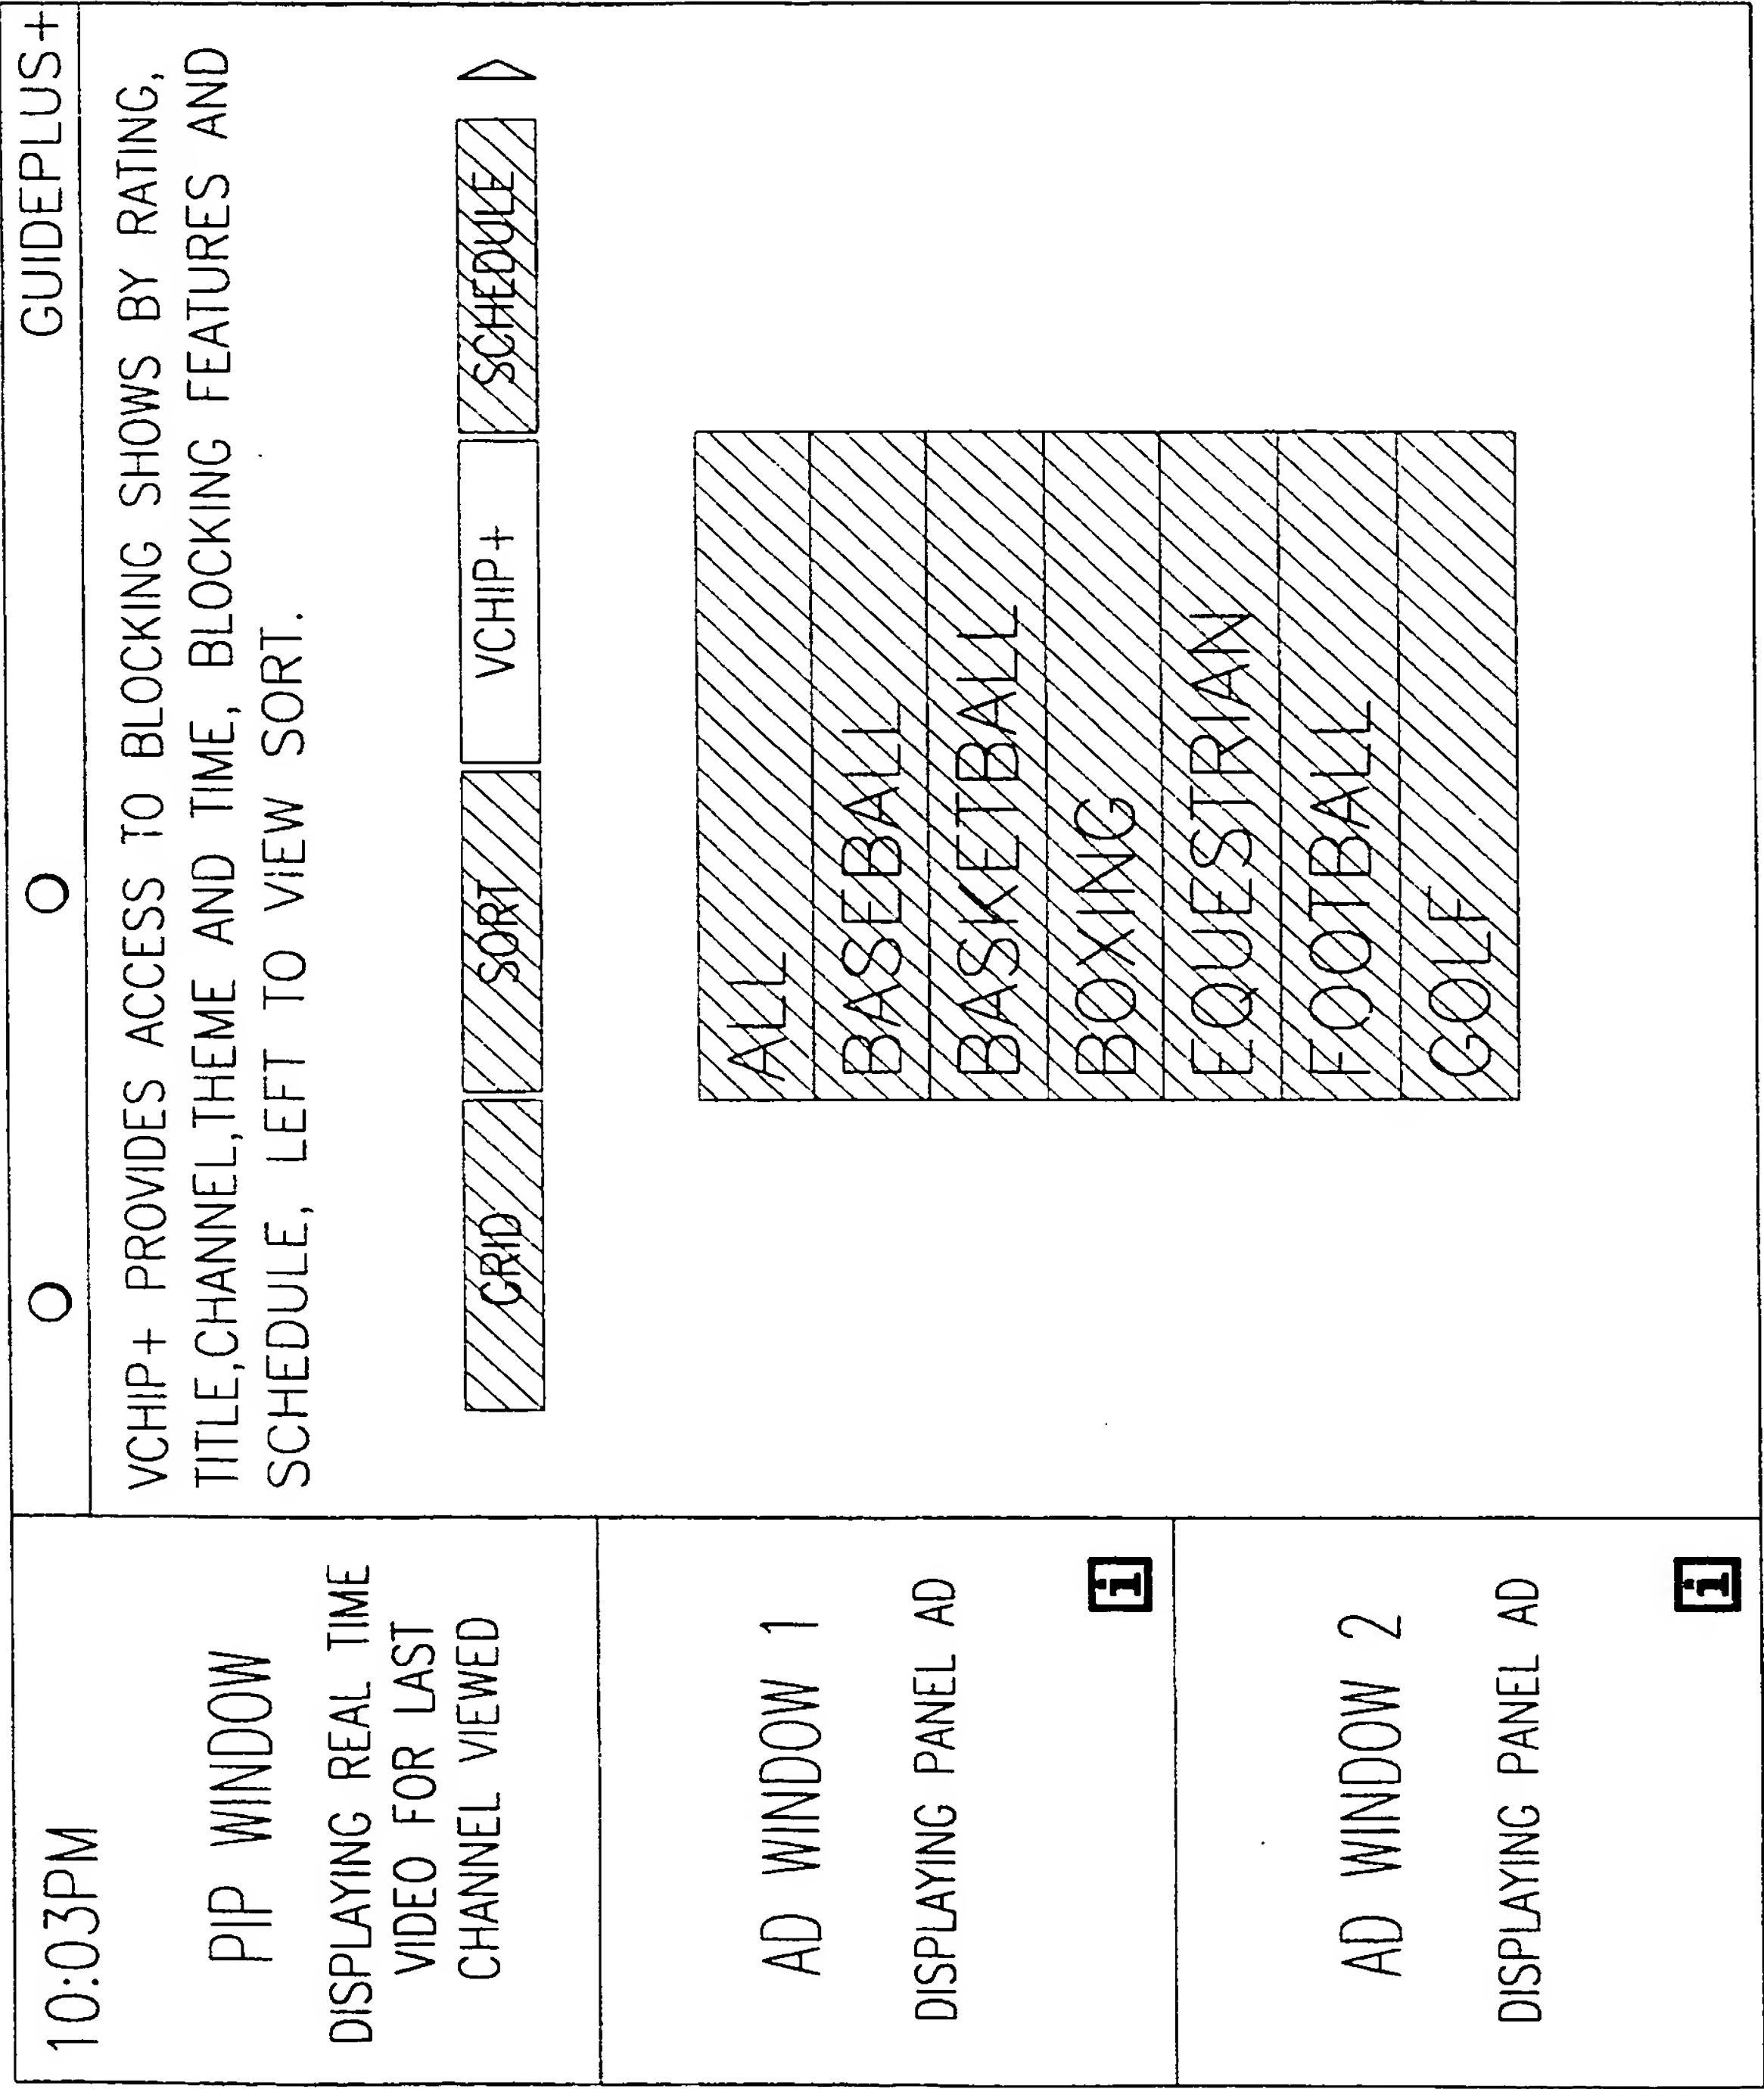 10:03PM
PIP WINDOW
DISPLAYING REAL TIME
VIDEO FOR LAST
CHANNEL VIEWED
AD WINDOW 1
DISPLAYING PANEL AD
i
AD WINDOW 2
DISPLAYING PANEL AD
i
GUIDEPLUS+
VCHIP+ PROVIDES ACCESS TO BLOCKING SHOWS BY RATING,
TITLE,CHANNEL,THEME AND TIME, BLOCKING FEATURES AND
SCHEDULE, LEFT TO VIEW SORT.
GRID SORT VCHIP+ SCHEDULE
ALL
BASEBALL
BASKETBALL
BOXING
EQUESTRIAN
FOOTBALL
GOLF